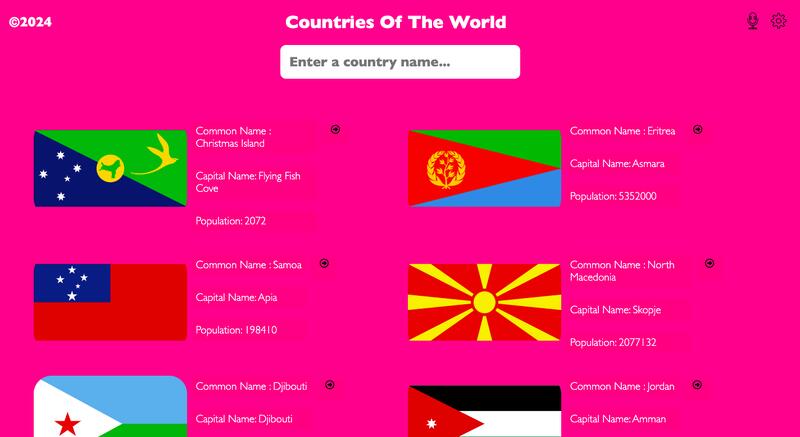 ©2024
Countries Of The World
Enter a country name...
Common Name :
Christmas Island
Capital Name: Flying Fish
Cove
Population: 2072
Common Name : Eritrea
Capital Name: Asmara
Population: 5352000
Common Name : Samoa
Capital Name: Apia
Population: 198410
Common Name : North
Macedonia
Capital Name: Skopje
Population: 2077132
Common Name : Djibouti
Capital Name: Djibouti
Common Name : Jordan
Capital Name: Amman